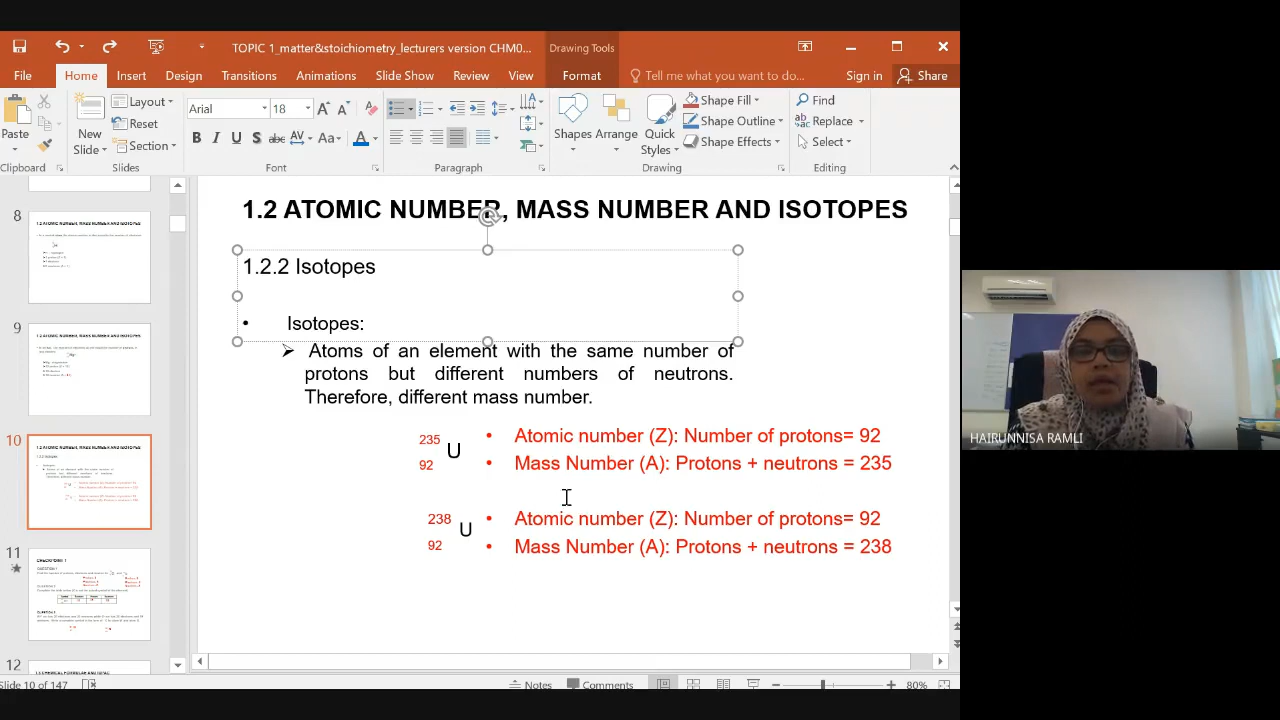 TOPIC 1_matter&stoichiometry_lecturers version CHM0...
Drawing Tools
File Home Insert Design Transitions Animations Slide Show Review View Format Tell me what you want to do... Sign in Share
Paste
Clipboard
New Slide
Layout
Reset
Section
Slides
Arial 18
B I U S abc AV Aa A
Font
Paragraph
Shapes Arrange Quick Styles
Shape Fill
Shape Outline
Shape Effects
Drawing
Find
Replace
Select
Editing
8
9
10
11
12
1.2 ATOMIC NUMBER, MASS NUMBER AND ISOTOPES
1.2.2 Isotopes
• Isotopes:
➢ Atoms of an element with the same number of
protons but different numbers of neutrons.
Therefore, different mass number.
235
92
U
• Atomic number (Z): Number of protons= 92
• Mass Number (A): Protons + neutrons = 235
238
92
U
• Atomic number (Z): Number of protons= 92
• Mass Number (A): Protons + neutrons = 238
Slide 10 of 147
Notes Comments 80%
HAIRUNNISA RAMLI